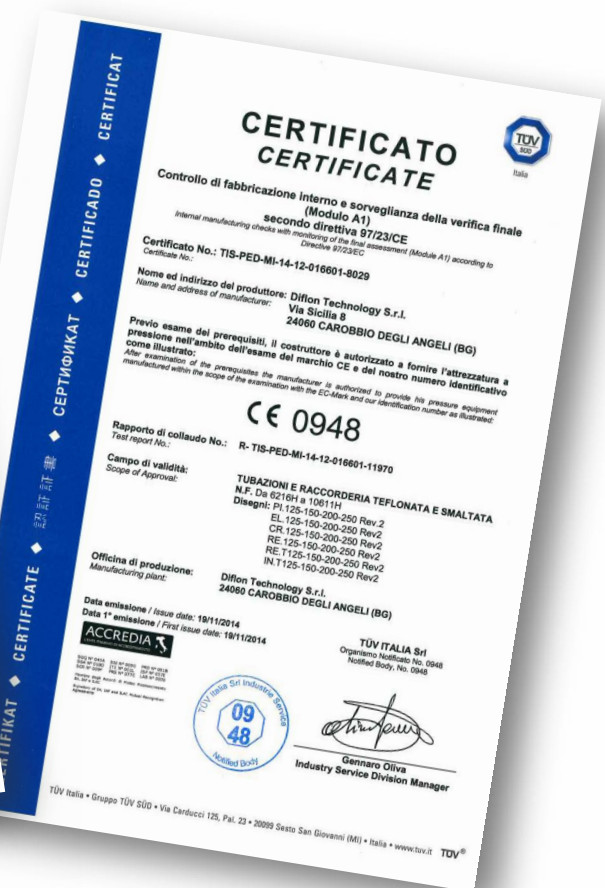 CERTIFIKAT ◆ CERTIFICATE ◆ 認証証書 ◆ СЕРТИФИКАТ ◆ CERTIFICADO ◆ CERTIFICAT
TÜV
SÜD
Italia
CERTIFICATO
CERTIFICATE
Controllo di fabbricazione interno e sorveglianza della verifica finale
(Modulo A1)
secondo direttiva 97/23/CE
Internal manufacturing checks with monitoring of the final assessment (Module A1) according to
Directive 97/23/EC
Certificato No.: TIS-PED-MI-14-12-016601-8029
Certificate No.:
Nome ed indirizzo del produttore: Diflon Technology S.r.l.
Name and address of manufacturer: Via Sicilia 8
24060 CAROBBIO DEGLI ANGELI (BG)
Previo esame dei prerequisiti, il costruttore è autorizzato a fornire l'attrezzatura a
pressione nell'ambito dell'esame del marchio CE e del nostro numero identificativo
come illustrato:
After examination of the prerequisites the manufacturer is authorized to provide his pressure equipment
manufactured within the scope of the examination with the EC-Mark and our identification number as illustrated:
CE 0948
Rapporto di collaudo No.: R- TIS-PED-MI-14-12-016601-11970
Test report No.:
Campo di validità:
Scope of Approval:
TUBAZIONI E RACCORDERIA TEFLONATA E SMALTATA
N.F. Da 6216H a 10611H
Disegni: PI.125-150-200-250 Rev.2
EL.125-150-200-250 Rev2
CR.125-150-200-250 Rev2
RE.125-150-200-250 Rev2
RE.T125-150-200-250 Rev2
IN.T125-150-200-250 Rev2
Officina di produzione: Diflon Technology S.r.l.
Manufacturing plant: 24060 CAROBBIO DEGLI ANGELI (BG)
Data emissione / Issue date: 19/11/2014
Data 1° emissione / First issue date: 19/11/2014
ACCREDIA
TÜV ITALIA Srl
Organismo Notificato No. 0948
Notified Body, No. 0948
TÜV Italia Srl Industrie Service
09
48
Notified Body
Gennaro Oliva
Industry Service Division Manager
TÜV Italia • Gruppo TÜV SÜD • Via Carducci 125, Pal. 23 • 20099 Sesto San Giovanni (MI) • Italia • www.tuv.it TÜV®